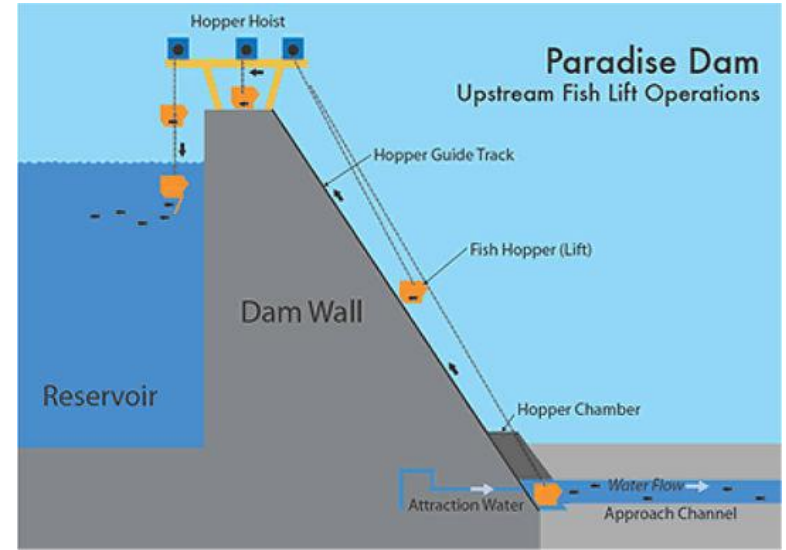 Hopper Hoist
Paradise Dam
Upstream Fish Lift Operations
Hopper Guide Track
Fish Hopper (Lift)
Dam Wall
Reservoir
Hopper Chamber
Water Flow
Attraction Water
Approach Channel